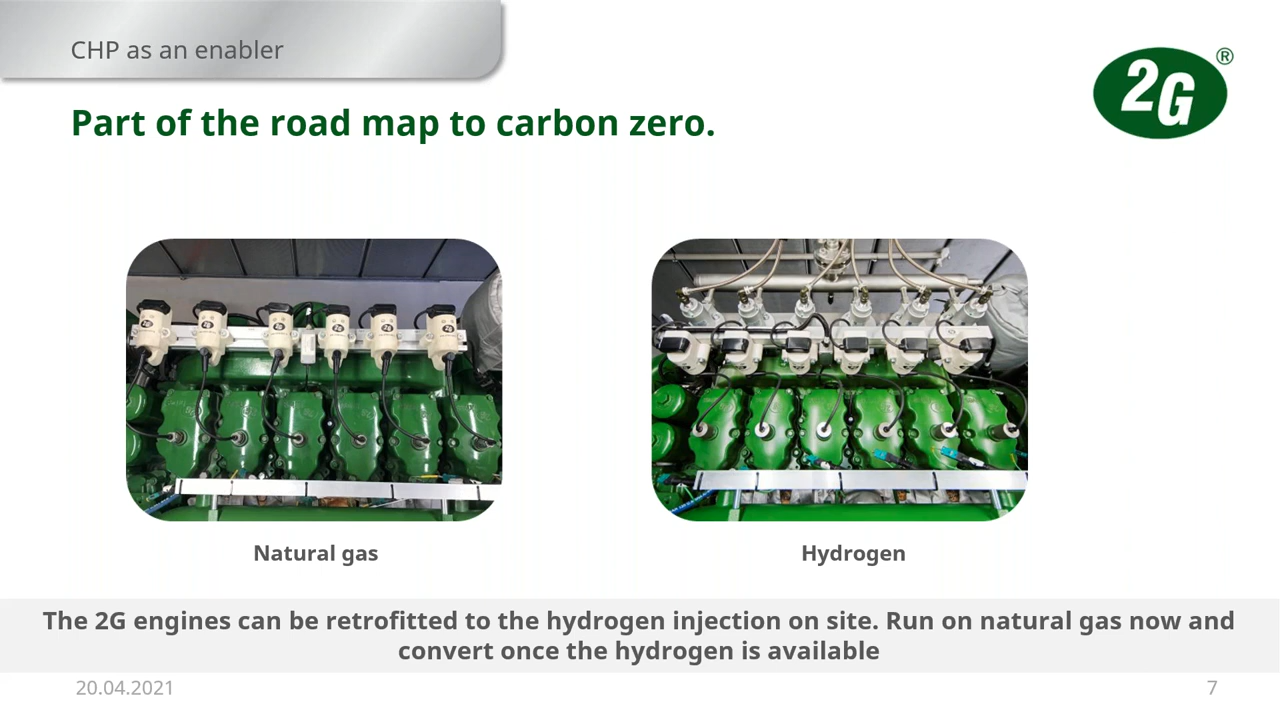 CHP as an enabler
2G®
Part of the road map to carbon zero.
Natural gas
Hydrogen
The 2G engines can be retrofitted to the hydrogen injection on site. Run on natural gas now and
convert once the hydrogen is available
20.04.2021
7